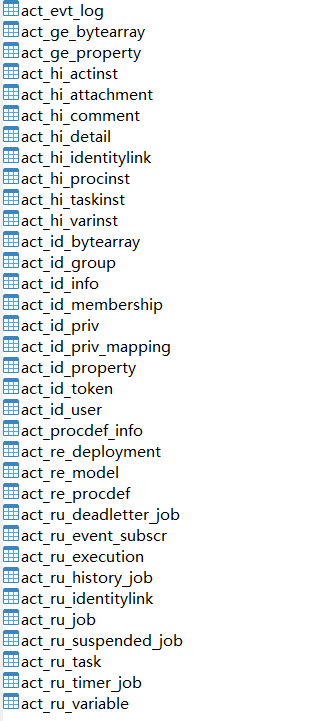 act_evt_log
act_ge_bytearray
act_ge_property
act_hi_actinst
act_hi_attachment
act_hi_comment
act_hi_detail
act_hi_identitylink
act_hi_procinst
act_hi_taskinst
act_hi_varinst
act_id_bytearray
act_id_group
act_id_info
act_id_membership
act_id_priv
act_id_priv_mapping
act_id_property
act_id_token
act_id_user
act_procdef_info
act_re_deployment
act_re_model
act_re_procdef
act_ru_deadletter_job
act_ru_event_subscr
act_ru_execution
act_ru_history_job
act_ru_identitylink
act_ru_job
act_ru_suspended_job
act_ru_task
act_ru_timer_job
act_ru_variable